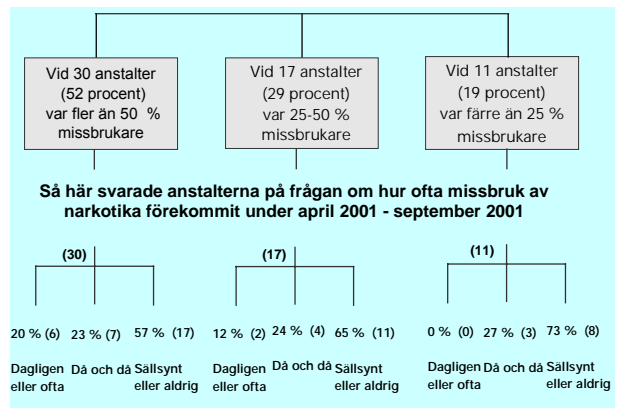 Vid 30 anstalter
(52 procent)
var fler än 50 %
missbrukare
Vid 17 anstalter
(29 procent)
var 25-50 %
missbrukare
Vid 11 anstalter
(19 procent)
var färre än 25 %
missbrukare
Så här svarade anstalterna på frågan om hur ofta missbruk av
narkotika förekommit under april 2001 - september 2001
(30)
(17)
(11)
20 % (6) 23 % (7) 57 % (17)
12 % (2) 24 % (4) 65 % (11)
0 % (0) 27 % (3) 73 % (8)
Dagligen Då och då Sällsynt
eller ofta eller aldrig
Dagligen Då och då Sällsynt
eller ofta eller aldrig
Dagligen Då och då Sällsynt
eller ofta eller aldrig